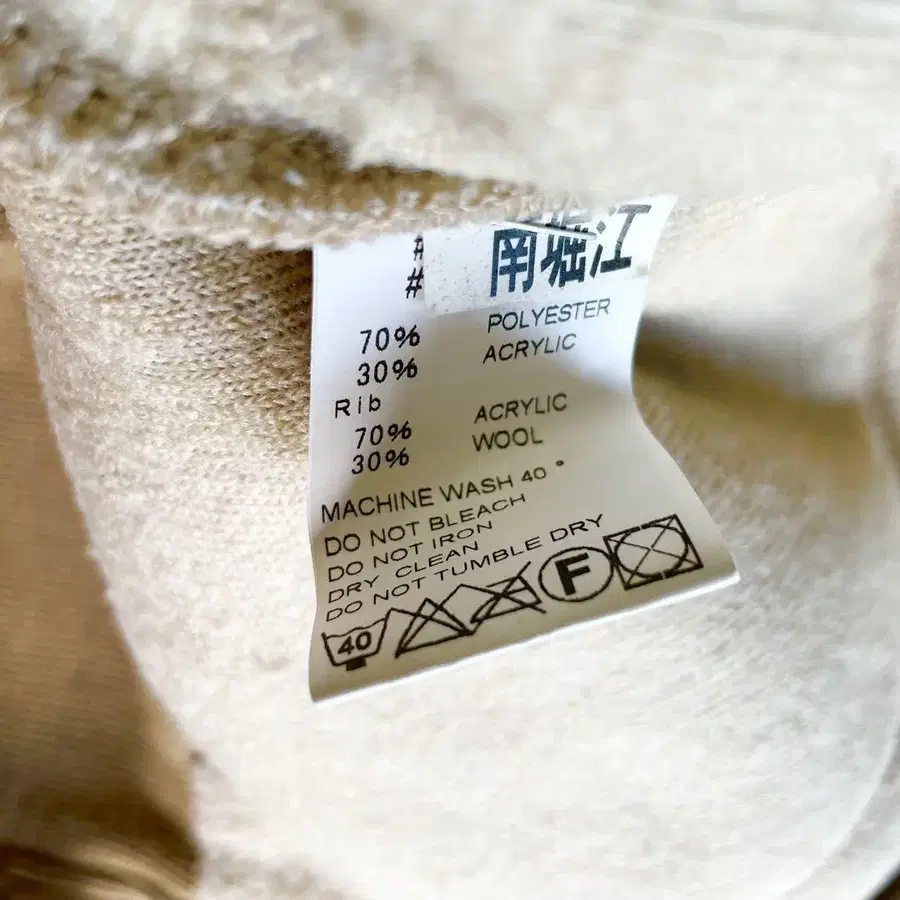 南堀江
#
#
70% POLYESTER
30% ACRYLIC
Rib
70% ACRYLIC
30% WOOL
MACHINE WASH 40°
DO NOT BLEACH
DO NOT IRON
DRY CLEAN
DO NOT TUMBLE DRY
40 F